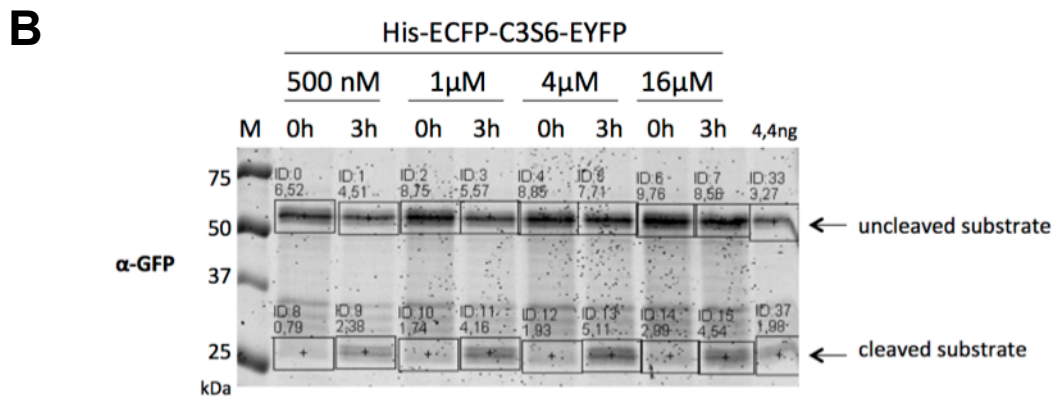 B
His-ECFP-C3S6-EYFP
500 nM 1µM 4µM 16µM
M 0h 3h 0h 3h 0h 3h 0h 3h 4,4ng
75
ID:0 ID:1 ID:2 ID:3 ID:4 ID:5 ID:6 ID:7 ID:33
6,52 4,51 8,75 5,57 8,85 7,71 9,76 8,56 3,27
50
uncleaved substrate
α-GFP
37
ID:8 ID:9 ID:10 ID:11 ID:12 ID:13 ID:14 ID:15 ID:37
0,79 2,38 1,74 4,16 1,93 5,11 2,99 4,54 1,98
25
cleaved substrate
kDa